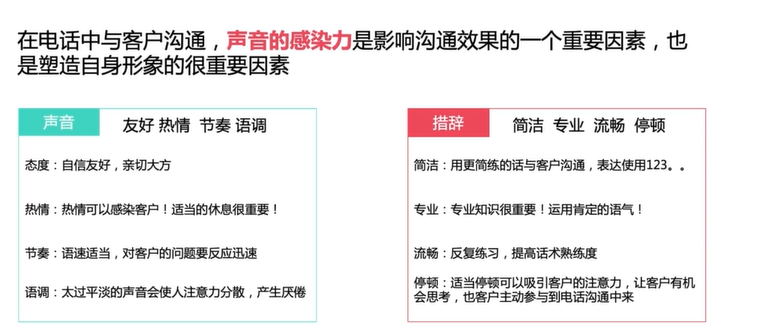 在电话中与客户沟通，声音的感染力是影响沟通效果的一个重要因素，也
是塑造自身形象的很重要因素
声音
友好 热情 节奏 语调
态度：自信友好，亲切大方
热情：热情可以感染客户！适当的休息很重要！
节奏：语速适当，对客户的问题要反应迅速
语调：太过平淡的声音会使人注意力分散，产生厌倦
措辞
简洁 专业 流畅 停顿
简洁：用更简练的话与客户沟通，表达使用123。。
专业：专业知识很重要！运用肯定的语气！
流畅：反复练习，提高话术熟练度
停顿：适当停顿可以吸引客户的注意力，让客户有机
会思考，也客户主动参与到电话沟通中来